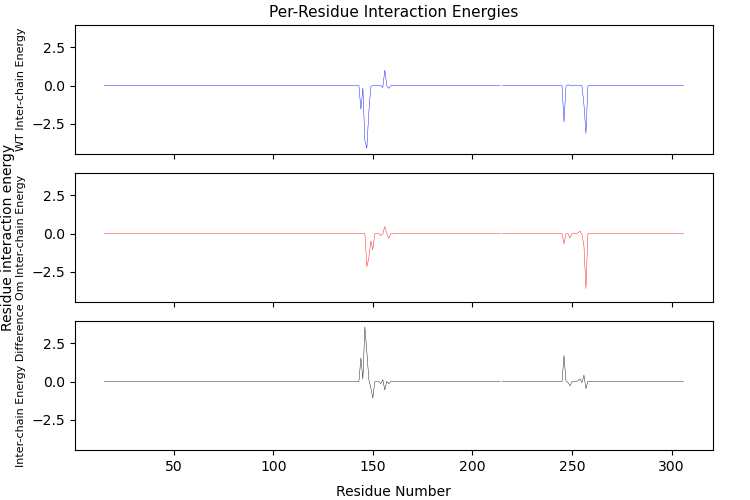 Per-Residue Interaction Energies
WT Inter-chain Energy
2.5
0.0
−2.5
Residue interaction energy
Om Inter-chain Energy
2.5
0.0
−2.5
Inter-chain Energy Difference
2.5
0.0
−2.5
50
100
150
200
250
300
Residue Number